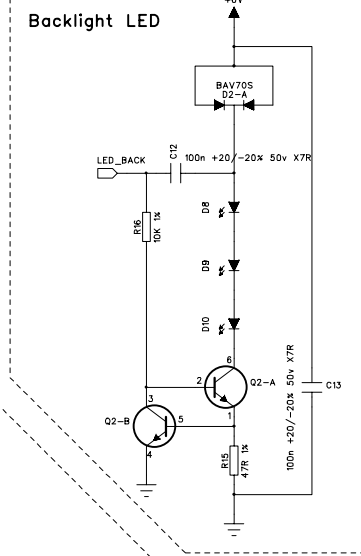 Backlight LED
BAV70S
D2-A
LED_BACK
C12
100n +20/-20% 50v X7R
R16
10K 1%
D8
D9
D10
6
2
Q2-A
1
3
Q2-B
5
4
R15
47R 1%
100n +20/-20% 50v X7R
C13